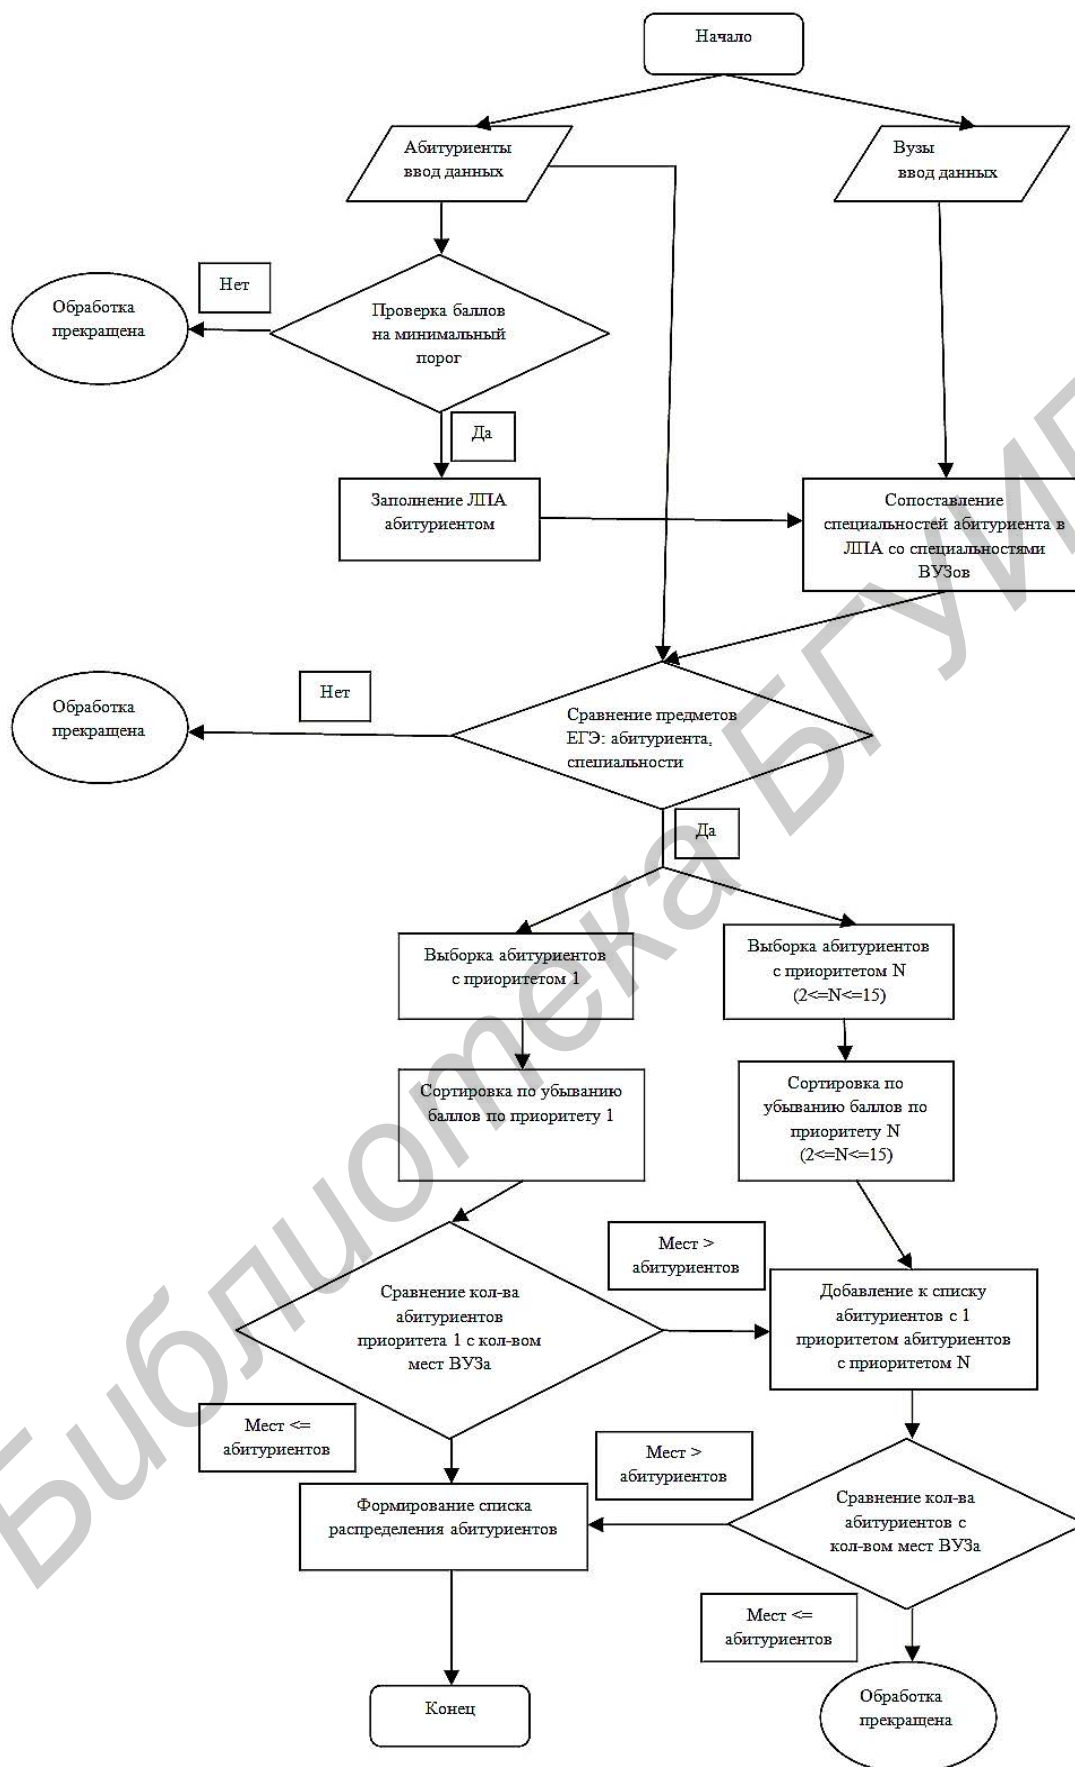 Начало
Абитуриенты
ввод данных
Вузы
ввод данных
Нет
Обработка
прекращена
Проверка баллов
на минимальный
порог
Да
Заполнение ЛПА
абитуриентом
Сопоставление
специальностей абитуриента в
ЛПА со специальностями
ВУЗов
Нет
Обработка
прекращена
Сравнение предметов
ЕГЭ: абитуриента,
специальности
Да
Выборка абитуриентов
с приоритетом 1
Выборка абитуриентов
с приоритетом N
(2<=N<=15)
Сортировка по убыванию
баллов по приоритету 1
Сортировка по
убыванию баллов по
приоритету N
(2<=N<=15)
Мест >
абитуриентов
Сравнение кол-ва
абитуриентов
приоритета 1 с кол-вом
мест ВУЗа
Добавление к списку
абитуриентов с 1
приоритетом абитуриентов
с приоритетом N
Мест <=
абитуриентов
Мест >
абитуриентов
Формирование списка
распределения абитуриентов
Сравнение кол-ва
абитуриентов с
кол-вом мест ВУЗа
Мест <=
абитуриентов
Конец
Обработка
прекращена
Библиотека БГУИР